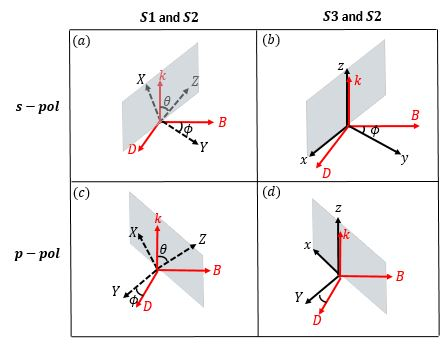 S1 and S2
S3 and S2
s − pol
(a)
X
k
Z
θ
B
ϕ
D
Y
(b)
z
k
B
ϕ
x
y
D
p − pol
(c)
k
X
θ
Z
B
Y
ϕ
D
(d)
z
k
x
B
Y
D